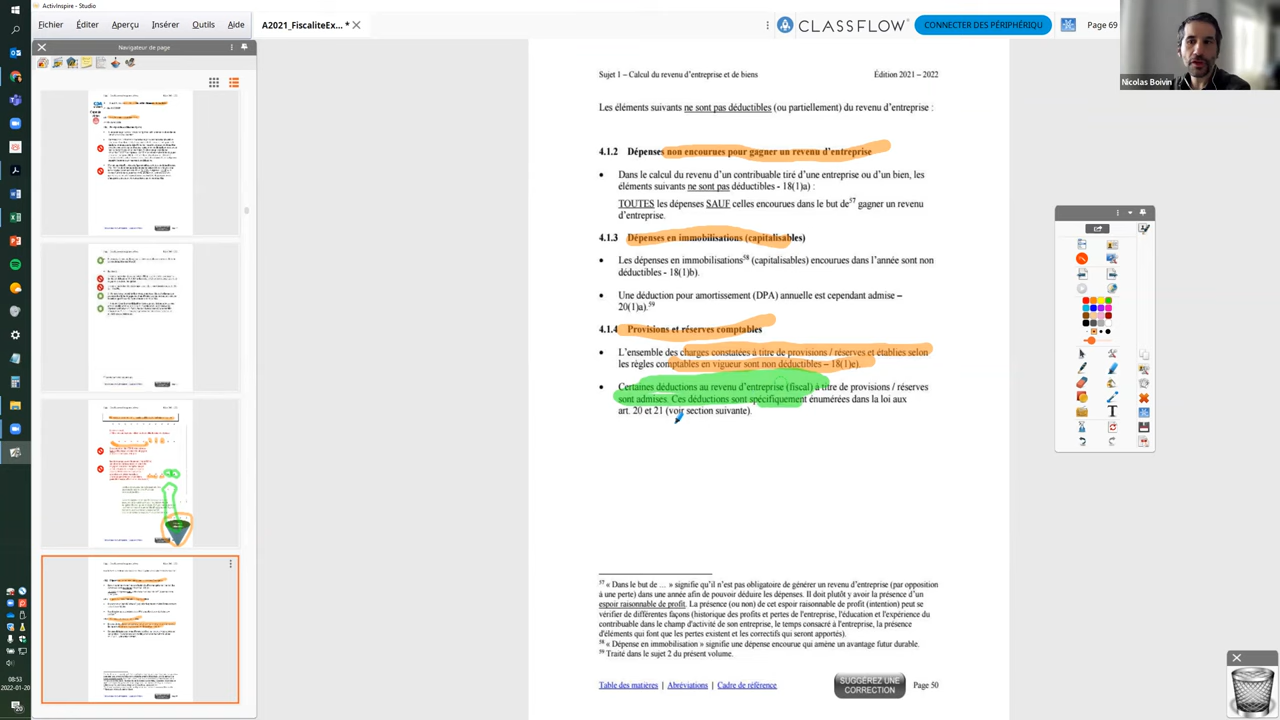 ActivInspire - Studio
Fichier Éditer Aperçu Insérer Outils Aide
A2021_FiscaliteEx... *
CLASSFLOW
CONNECTER DES PÉRIPHÉRIQU
Page 69
Nicolas Boivin
Navigateur de page
Sujet 1 – Calcul du revenu d'entreprise et de biens Édition 2021 – 2022
Les éléments suivants ne sont pas déductibles (ou partiellement) du revenu d'entreprise :
4.1.2 Dépenses non encourues pour gagner un revenu d'entreprise
• Dans le calcul du revenu d'un contribuable tiré d'une entreprise ou d'un bien, les
éléments suivants ne sont pas déductibles - 18(1)a) :
TOUTES les dépenses SAUF celles encourues dans le but de57 gagner un revenu
d'entreprise.
4.1.3 Dépenses en immobilisations (capitalisables)
• Les dépenses en immobilisations58 (capitalisables) encourues dans l'année sont non
déductibles - 18(1)b).
• Une déduction pour amortissement (DPA) annuelle est cependant admise –
20(1)a).59
4.1.4 Provisions et réserves comptables
• L'ensemble des charges constatées à titre de provisions / réserves et établies selon
les règles comptables en vigueur sont non déductibles – 18(1)e).
• Certaines déductions au revenu d'entreprise (fiscal) à titre de provisions / réserves
sont admises. Ces déductions sont spécifiquement énumérées dans la loi aux
art. 20 et 21 (voir section suivante).
57 « Dans le but de … » signifie qu'il n'est pas obligatoire de générer un revenu d'entreprise (par opposition
à une perte) dans une année afin de pouvoir déduire les dépenses. Il doit plutôt y avoir la présence d'un
espoir raisonnable de profit. La présence (ou non) de cet espoir raisonnable de profit (intention) peut se
vérifier de différentes façons (historique des profits et pertes de l'entreprise, l'éducation et l'expérience du
contribuable dans le champ d'activité de son entreprise, le temps consacré à l'entreprise, la présence
d'éléments qui font que les pertes existent et les correctifs qui seront apportés).
58 « Dépense en immobilisation » signifie une dépense encourue qui amène un avantage futur durable.
59 Traité dans le sujet 2 du présent volume.
Table des matières | Abréviations | Cadre de référence
SUGGÉREZ UNE
CORRECTION
Page 50